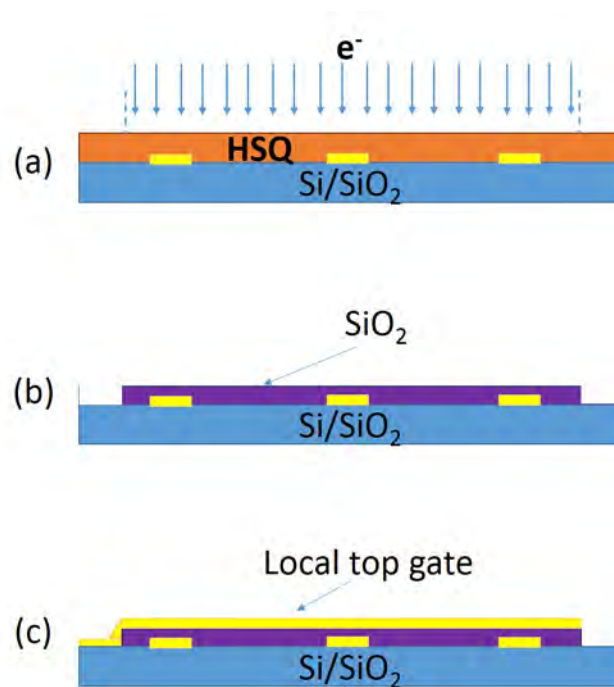 e⁻
(a)
HSQ
Si/SiO₂
SiO₂
(b)
Si/SiO₂
Local top gate
(c)
Si/SiO₂